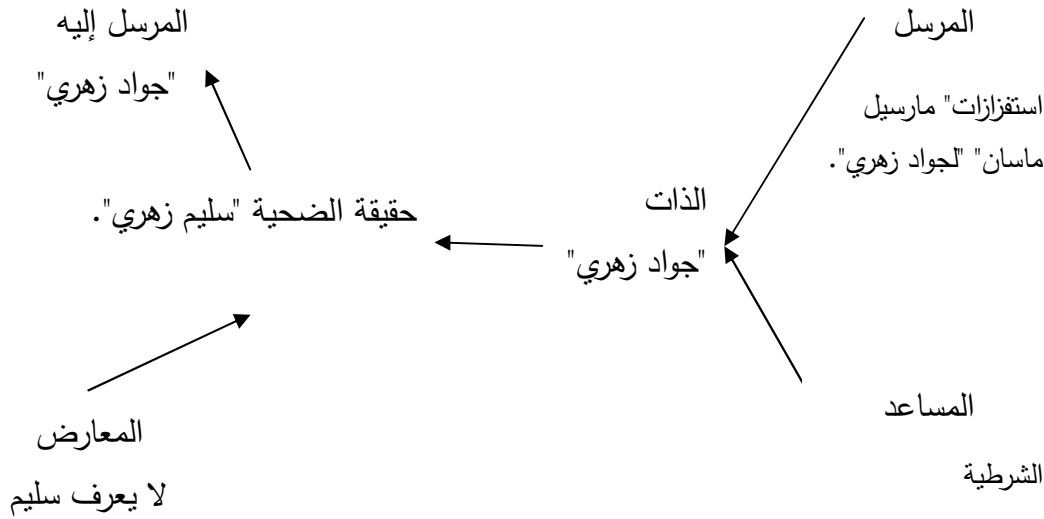 المرسل
استفزازات" مارسيل
ماسان" "لجواد زهري".
المرسل إليه
"جواد زهري"
الذات
"جواد زهري"
حقيقة الضحية "سليم زهري".
المساعد
الشرطية
المعارض
لا يعرف سليم